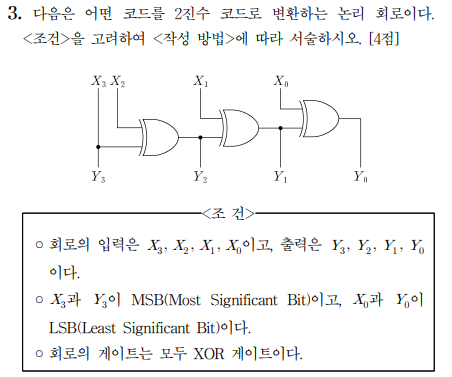 3. 다음은 어떤 코드를 2진수 코드로 변환하는 논리 회로이다.
<조건>을 고려하여 <작성 방법>에 따라 서술하시오. [4점]
X₃ X₂ X₁ X₀
Y₃ Y₂ Y₁ Y₀
<조 건>
○ 회로의 입력은 X₃, X₂, X₁, X₀이고, 출력은 Y₃, Y₂, Y₁, Y₀
이다.
○ X₃과 Y₃이 MSB(Most Significant Bit)이고, X₀과 Y₀이
LSB(Least Significant Bit)이다.
○ 회로의 게이트는 모두 XOR 게이트이다.